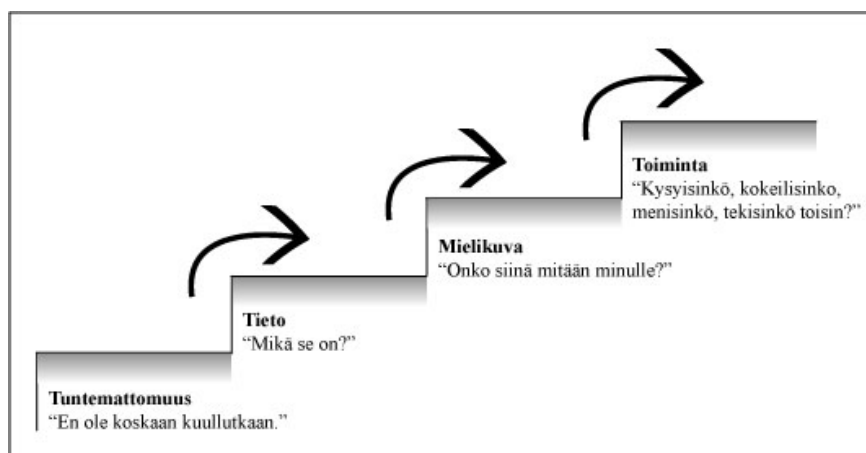 Toiminta
“Kysyisinkö, kokeilisinko,
menisinkö, tekisinkö toisin?”
Mielikuva
“Onko siinä mitään minulle?”
Tieto
“Mikä se on?”
Tuntemattomuus
“En ole koskaan kuullutkaan.”